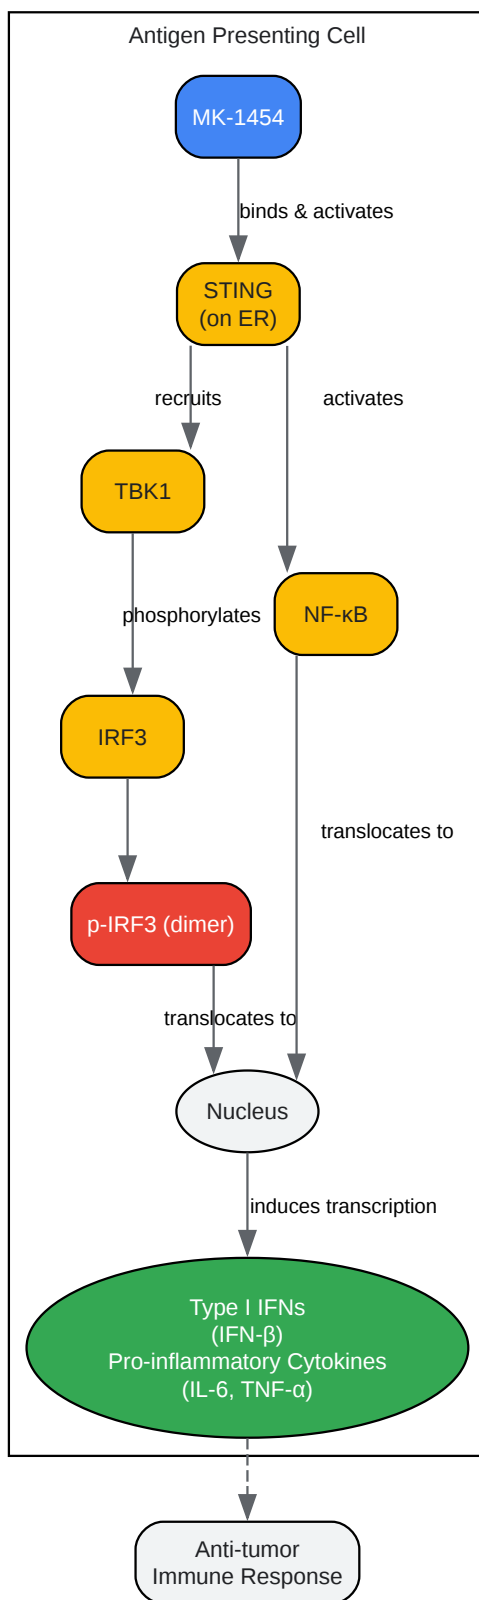 Antigen Presenting Cell
MK-1454
binds & activates
STING
(on ER)
recruits
activates
TBK1
phosphorylates
NF-κB
IRF3
translocates to
p-IRF3 (dimer)
translocates to
Nucleus
induces transcription
Type I IFNs
(IFN-β)
Pro-inflammatory Cytokines
(IL-6, TNF-α)
Anti-tumor
Immune Response